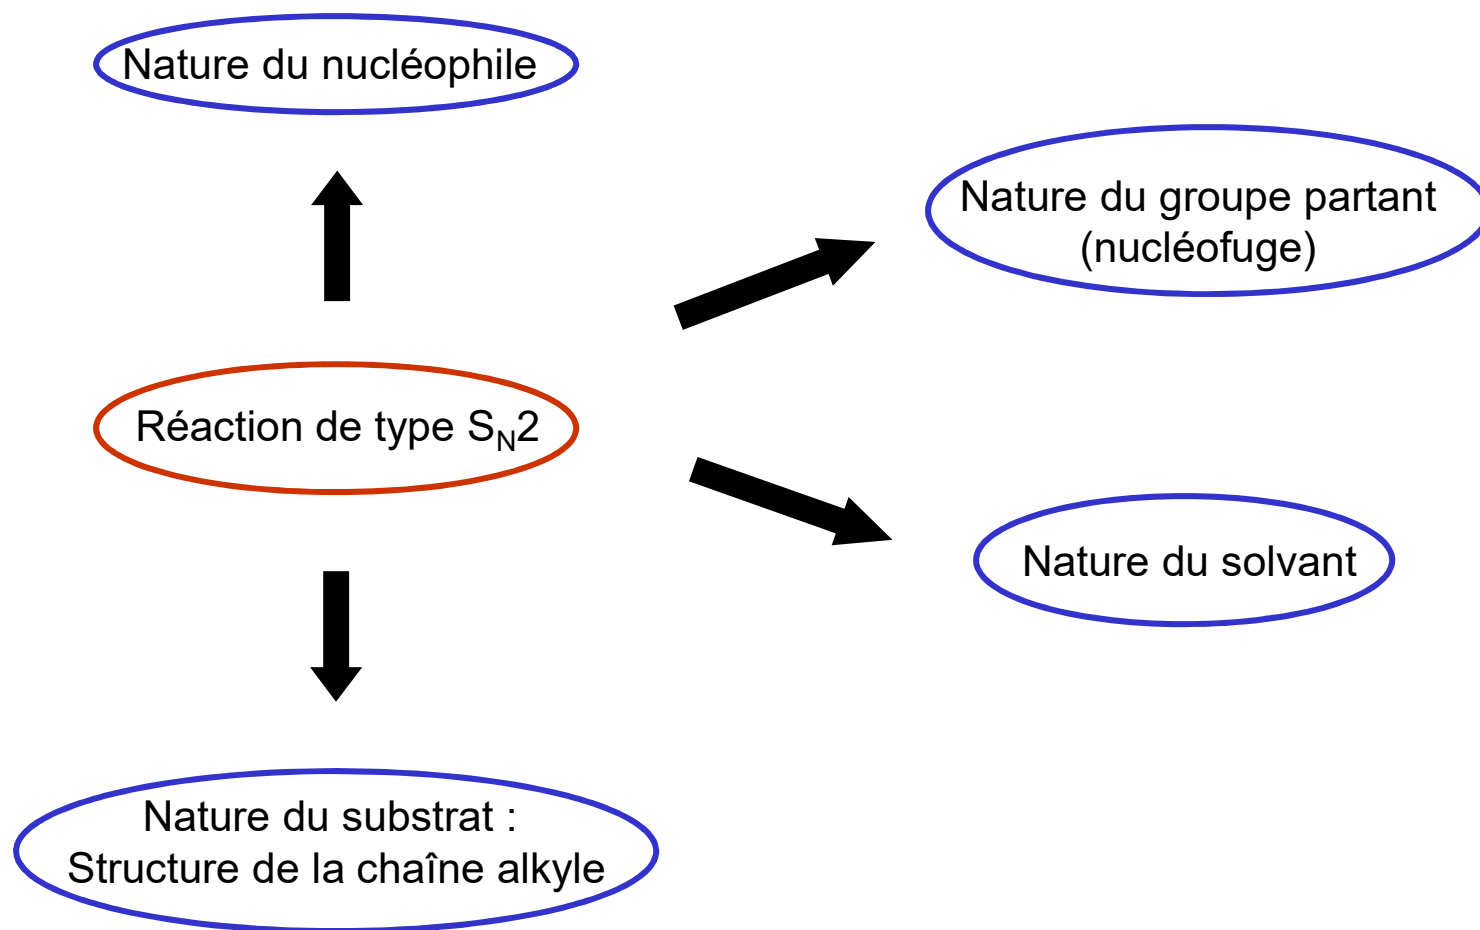 Nature du nucléophile
Nature du groupe partant
(nucléofuge)
Réaction de type S_N2
Nature du solvant
Nature du substrat :
Structure de la chaîne alkyle